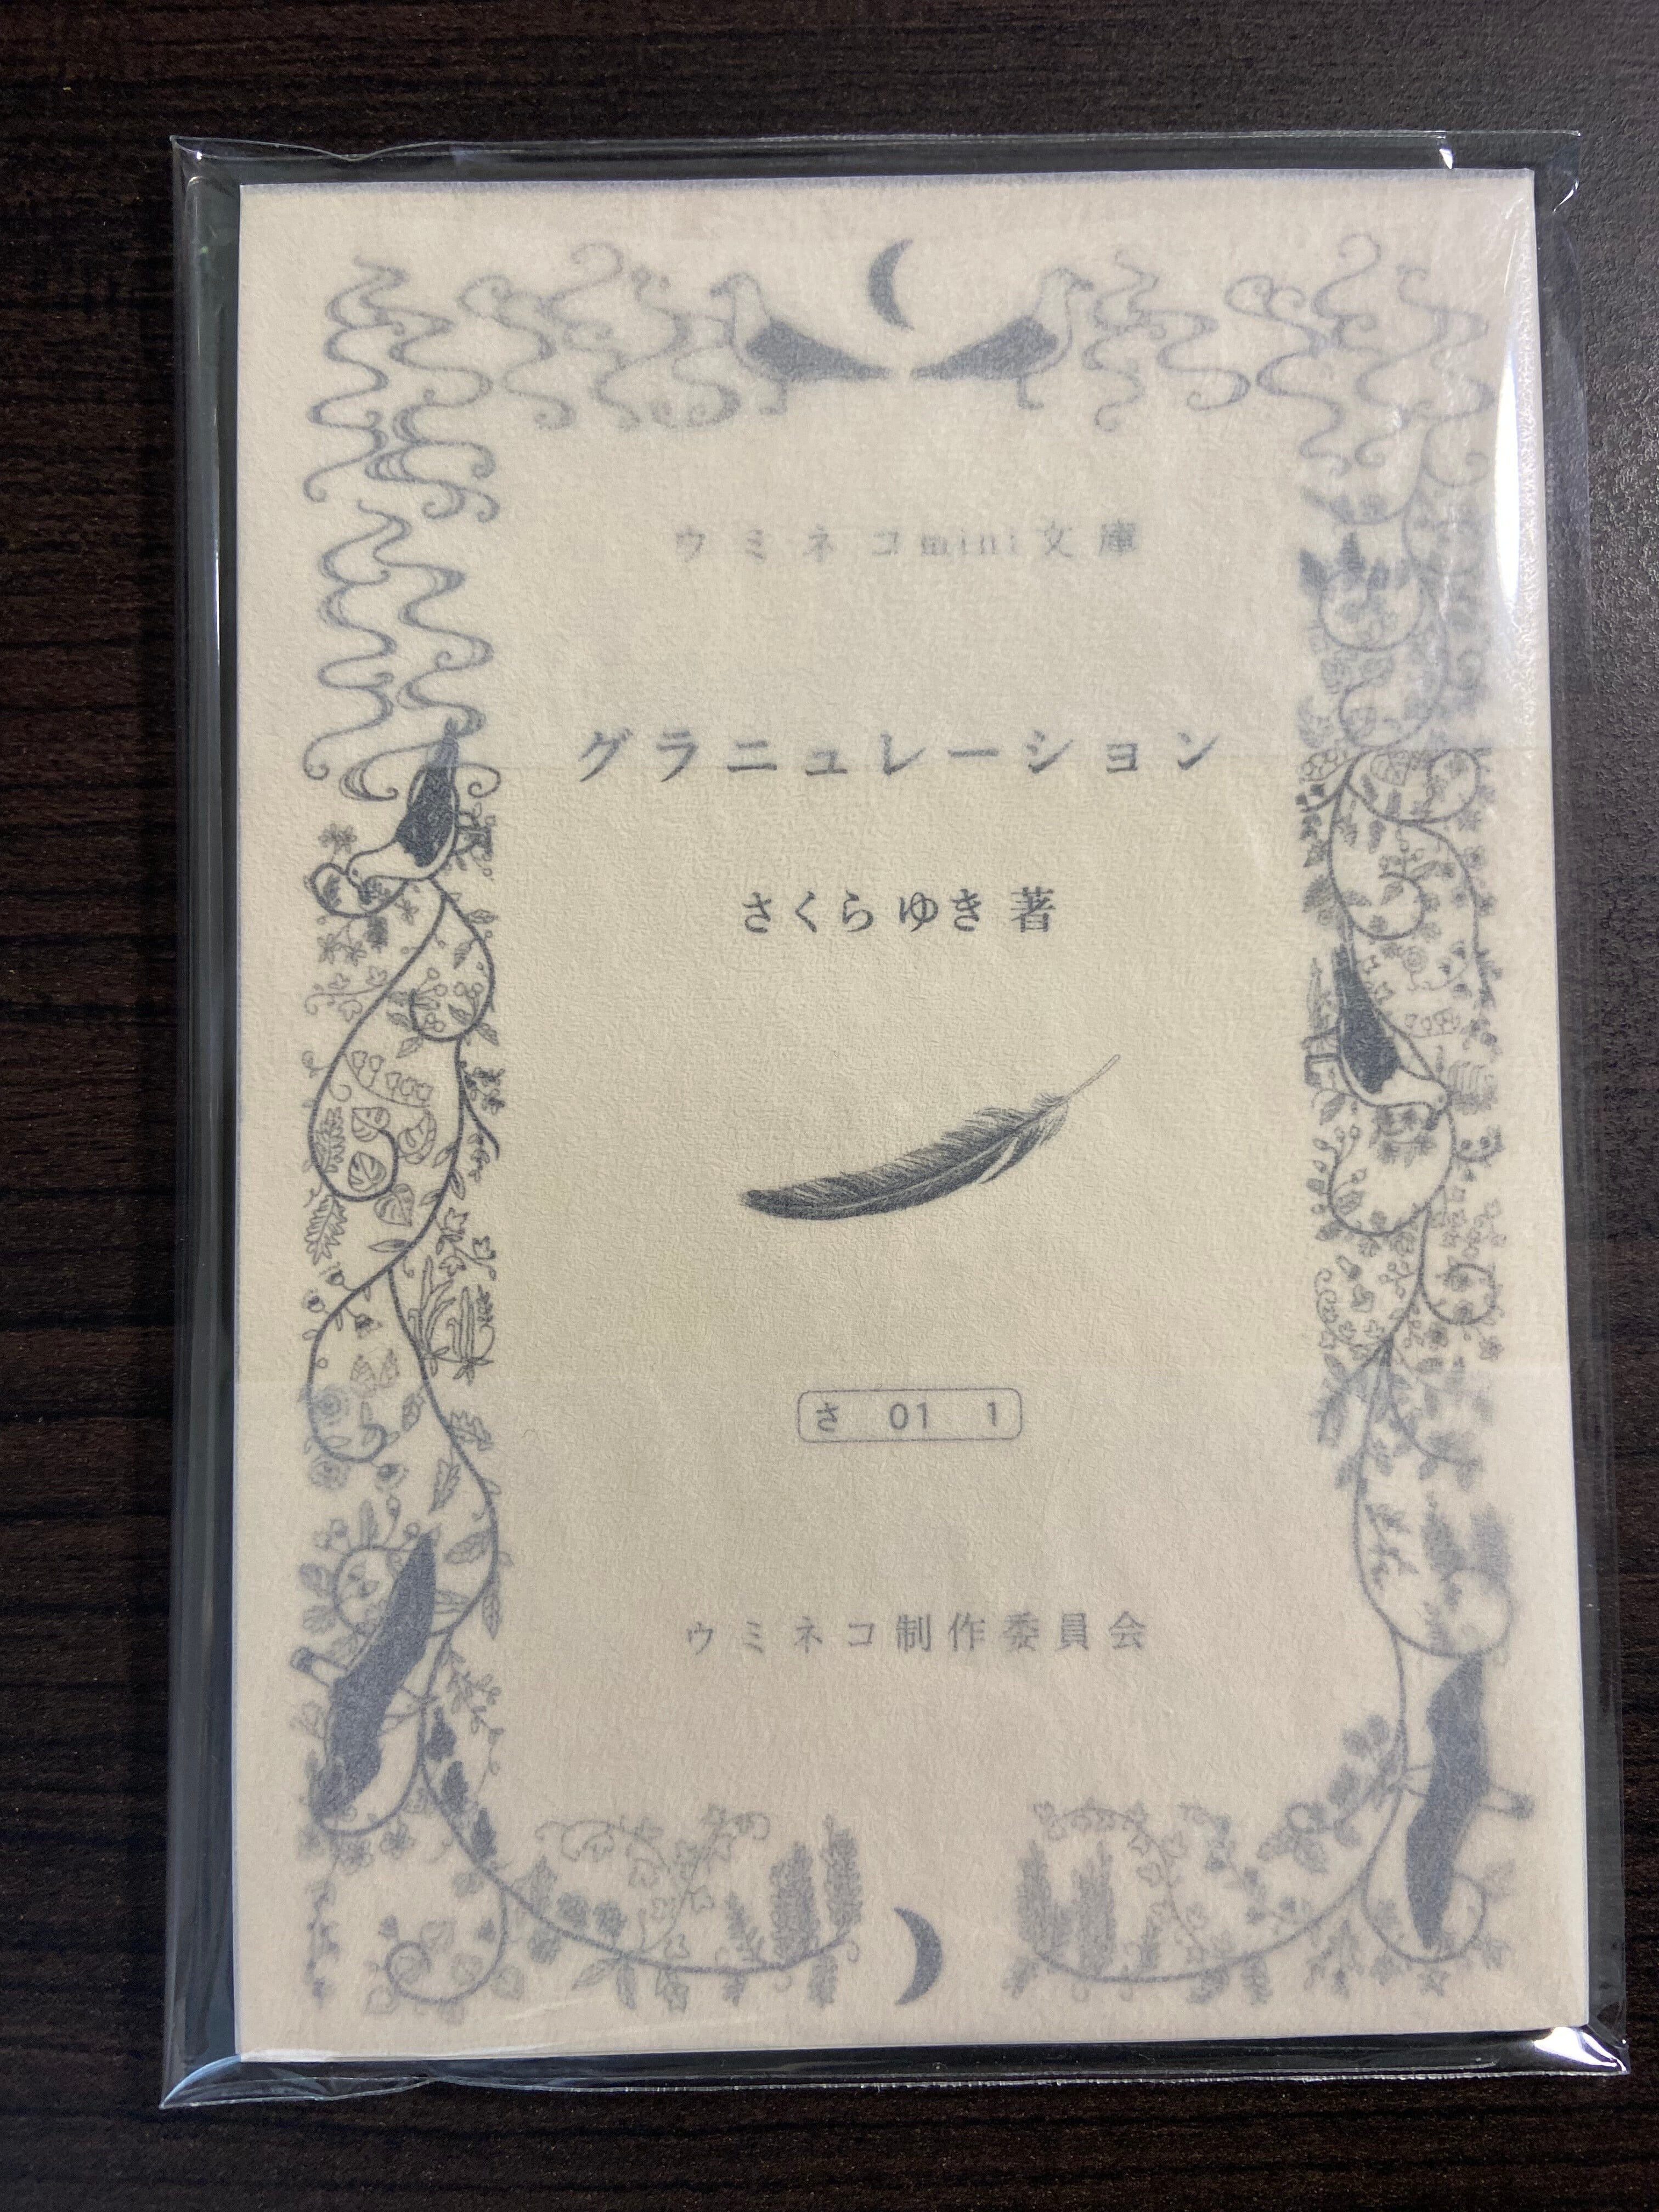 ウミネコmini文庫
グラニュレーション
さくらゆき 著
さ 01 1
ウミネコ制作委員会